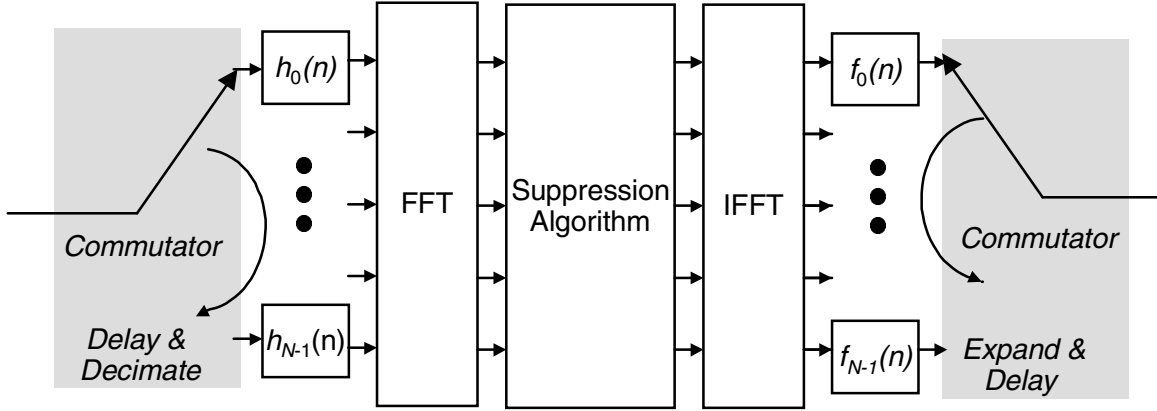 h0(n)
f0(n)
FFT
Suppression
Algorithm
IFFT
Commutator
Commutator
Delay &
Decimate
hN-1(n)
fN-1(n)
Expand &
Delay